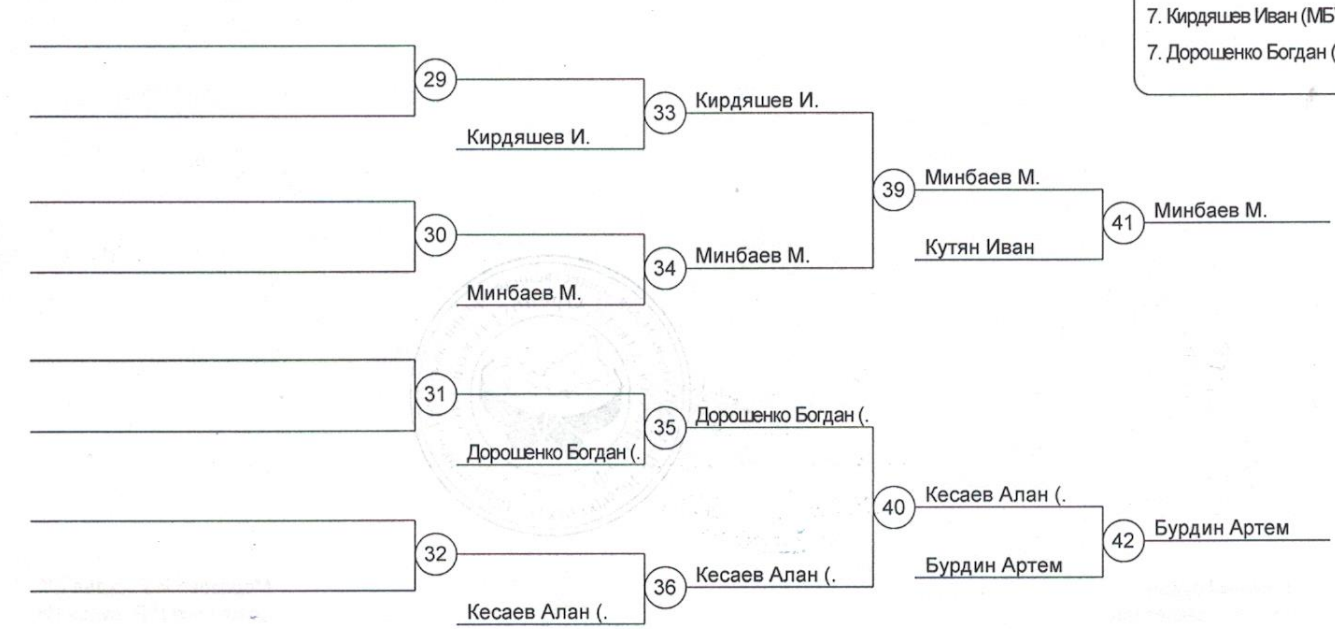 7. Кирдяшев Иван (МБ
7. Дорошенко Богдан (
29
33
Кирдяшев И.
Кирдяшев И.
39
Минбаев М.
30
34
Минбаев М.
Минбаев М.
Кутян Иван
41
Минбаев М.
31
35
Дорошенко Богдан (.
Дорошенко Богдан (.
40
Кесаев Алан (.
32
36
Кесаев Алан (.
Кесаев Алан (.
Бурдин Артем
42
Бурдин Артем